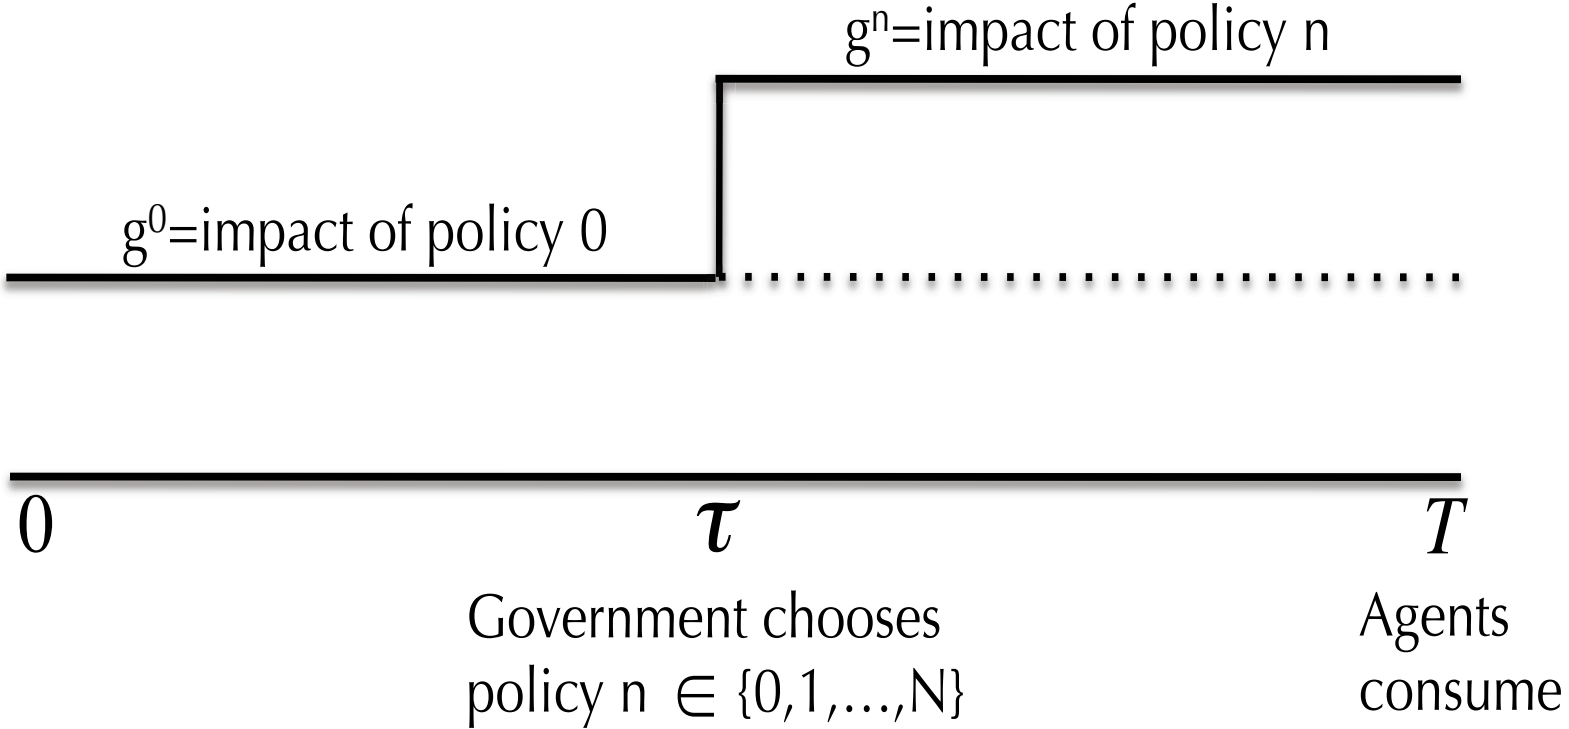 gⁿ=impact of policy n
g⁰=impact of policy 0
0
τ
T
Government chooses
policy n ∈ {0,1,...,N}
Agents
consume